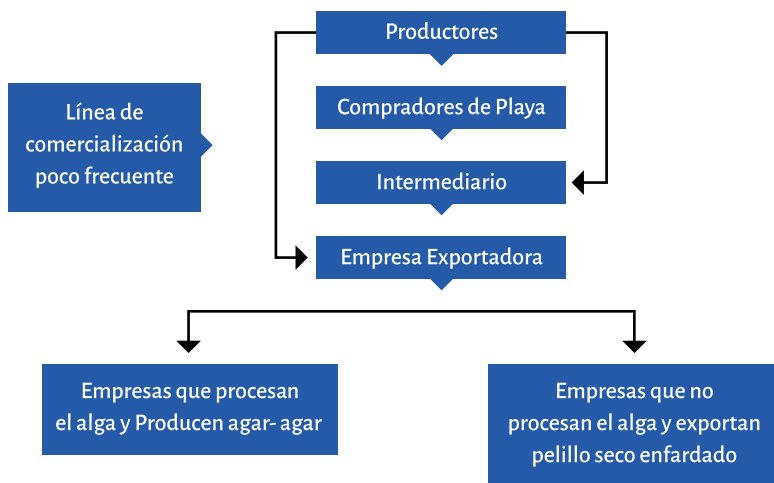 Productores
Compradores de Playa
Línea de
comercialización
poco frecuente
Intermediario
Empresa Exportadora
Empresas que procesan
el alga y Producen agar- agar
Empresas que no
procesan el alga y exportan
pelillo seco enfardado